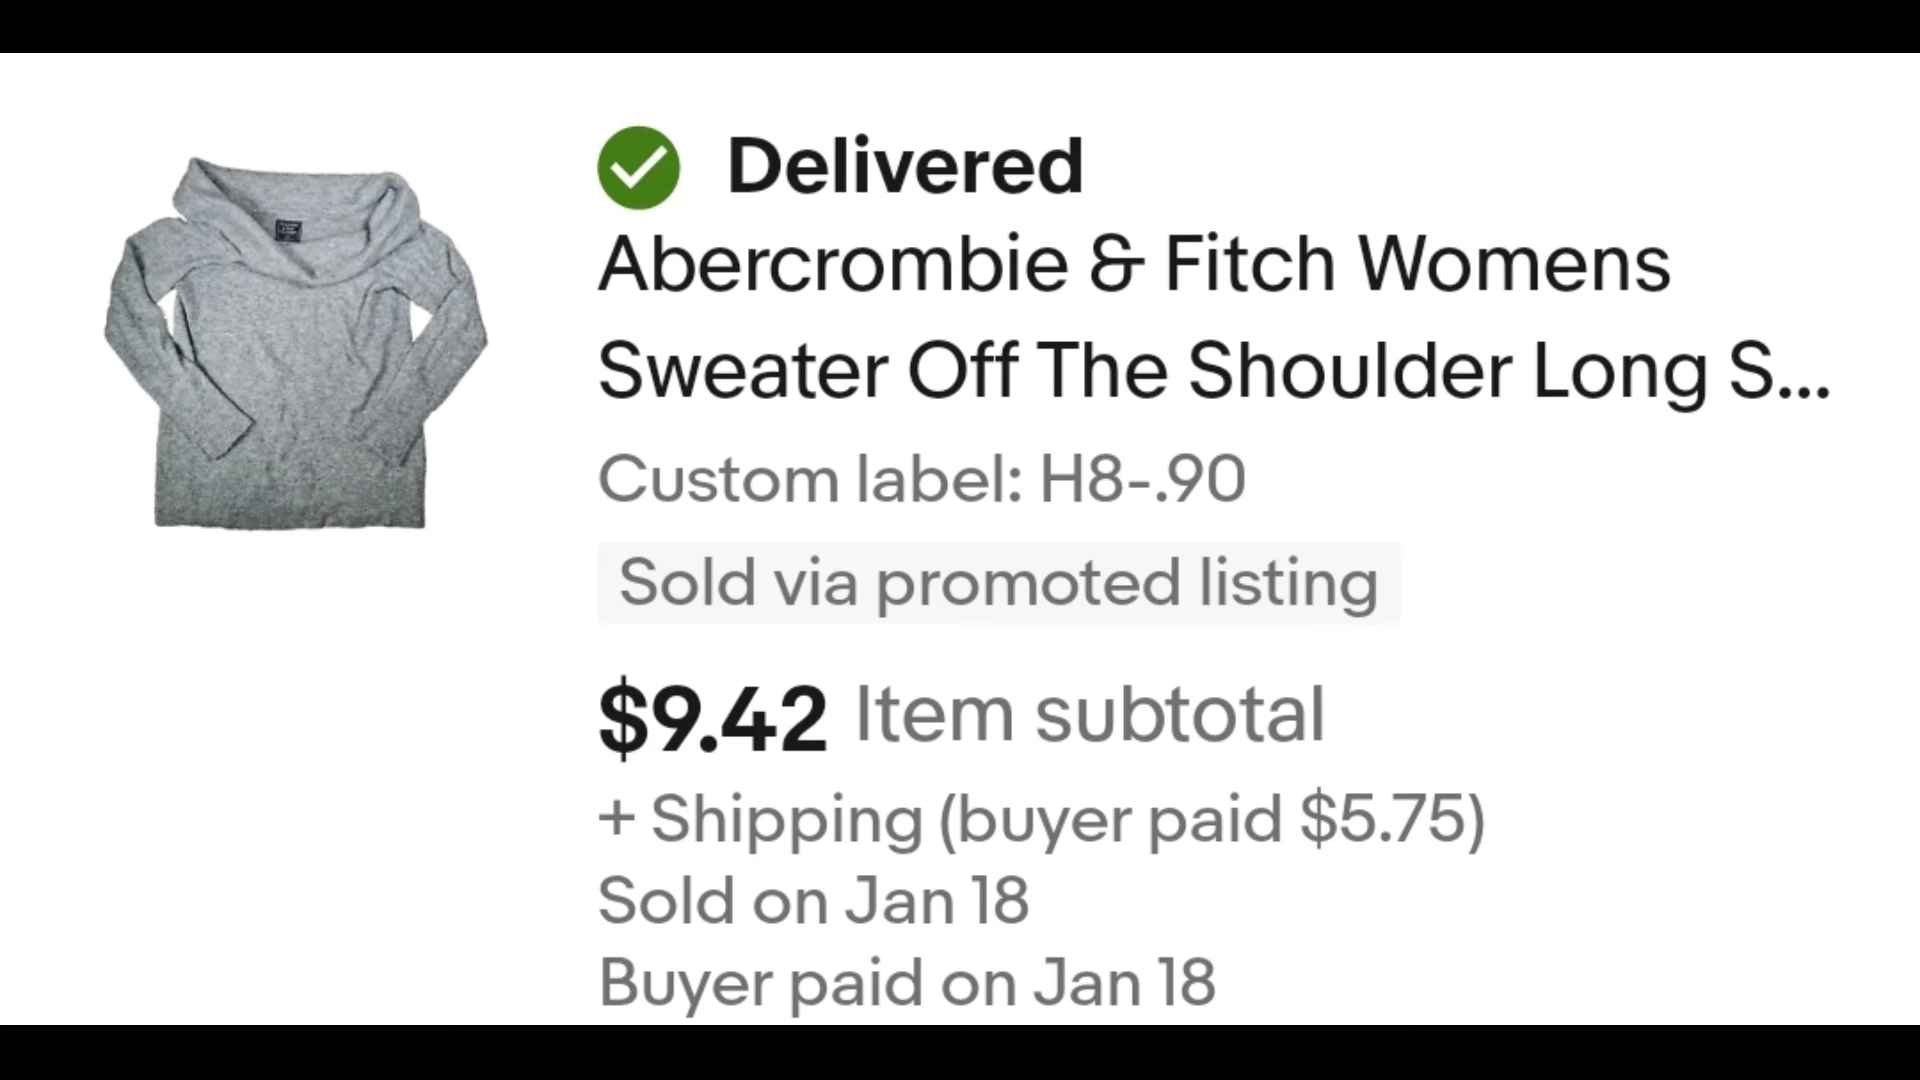 Delivered
Abercrombie & Fitch Womens
Sweater Off The Shoulder Long S...
Custom label: H8-.90
Sold via promoted listing
$9.42 Item subtotal
+ Shipping (buyer paid $5.75)
Sold on Jan 18
Buyer paid on Jan 18